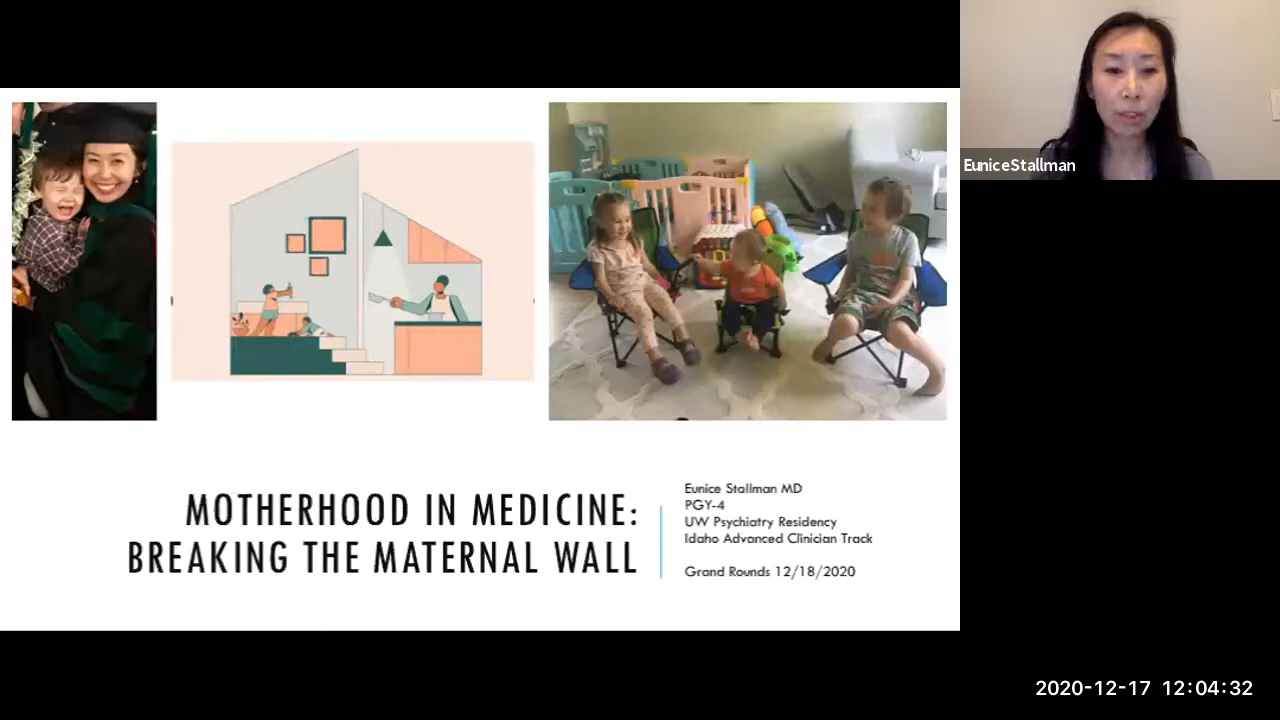 EuniceStallman
MOTHERHOOD IN MEDICINE:
BREAKING THE MATERNAL WALL
Eunice Stallman MD
PGY-4
UW Psychiatry Residency
Idaho Advanced Clinician Track
Grand Rounds 12/18/2020
2020-12-17 12:04:32